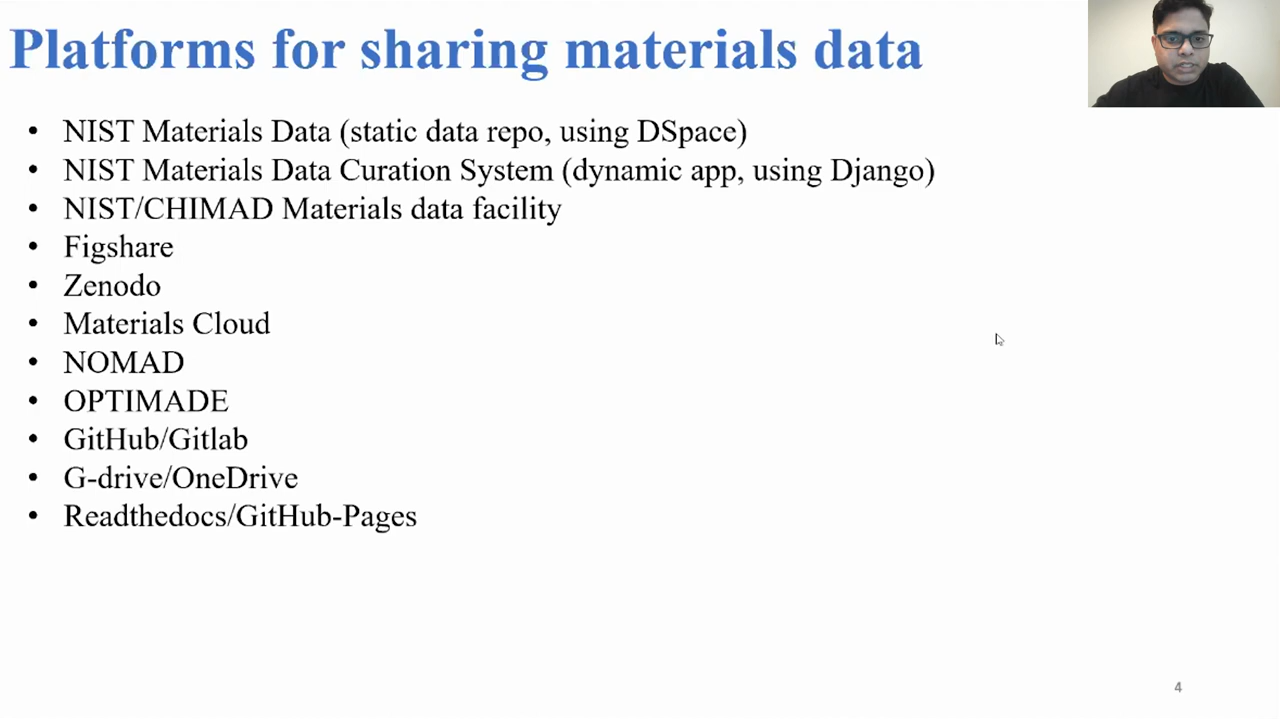 Platforms for sharing materials data
• NIST Materials Data (static data repo, using DSpace)
• NIST Materials Data Curation System (dynamic app, using Django)
• NIST/CHIMAD Materials data facility
• Figshare
• Zenodo
• Materials Cloud
• NOMAD
• OPTIMADE
• GitHub/Gitlab
• G-drive/OneDrive
• Readthedocs/GitHub-Pages
4